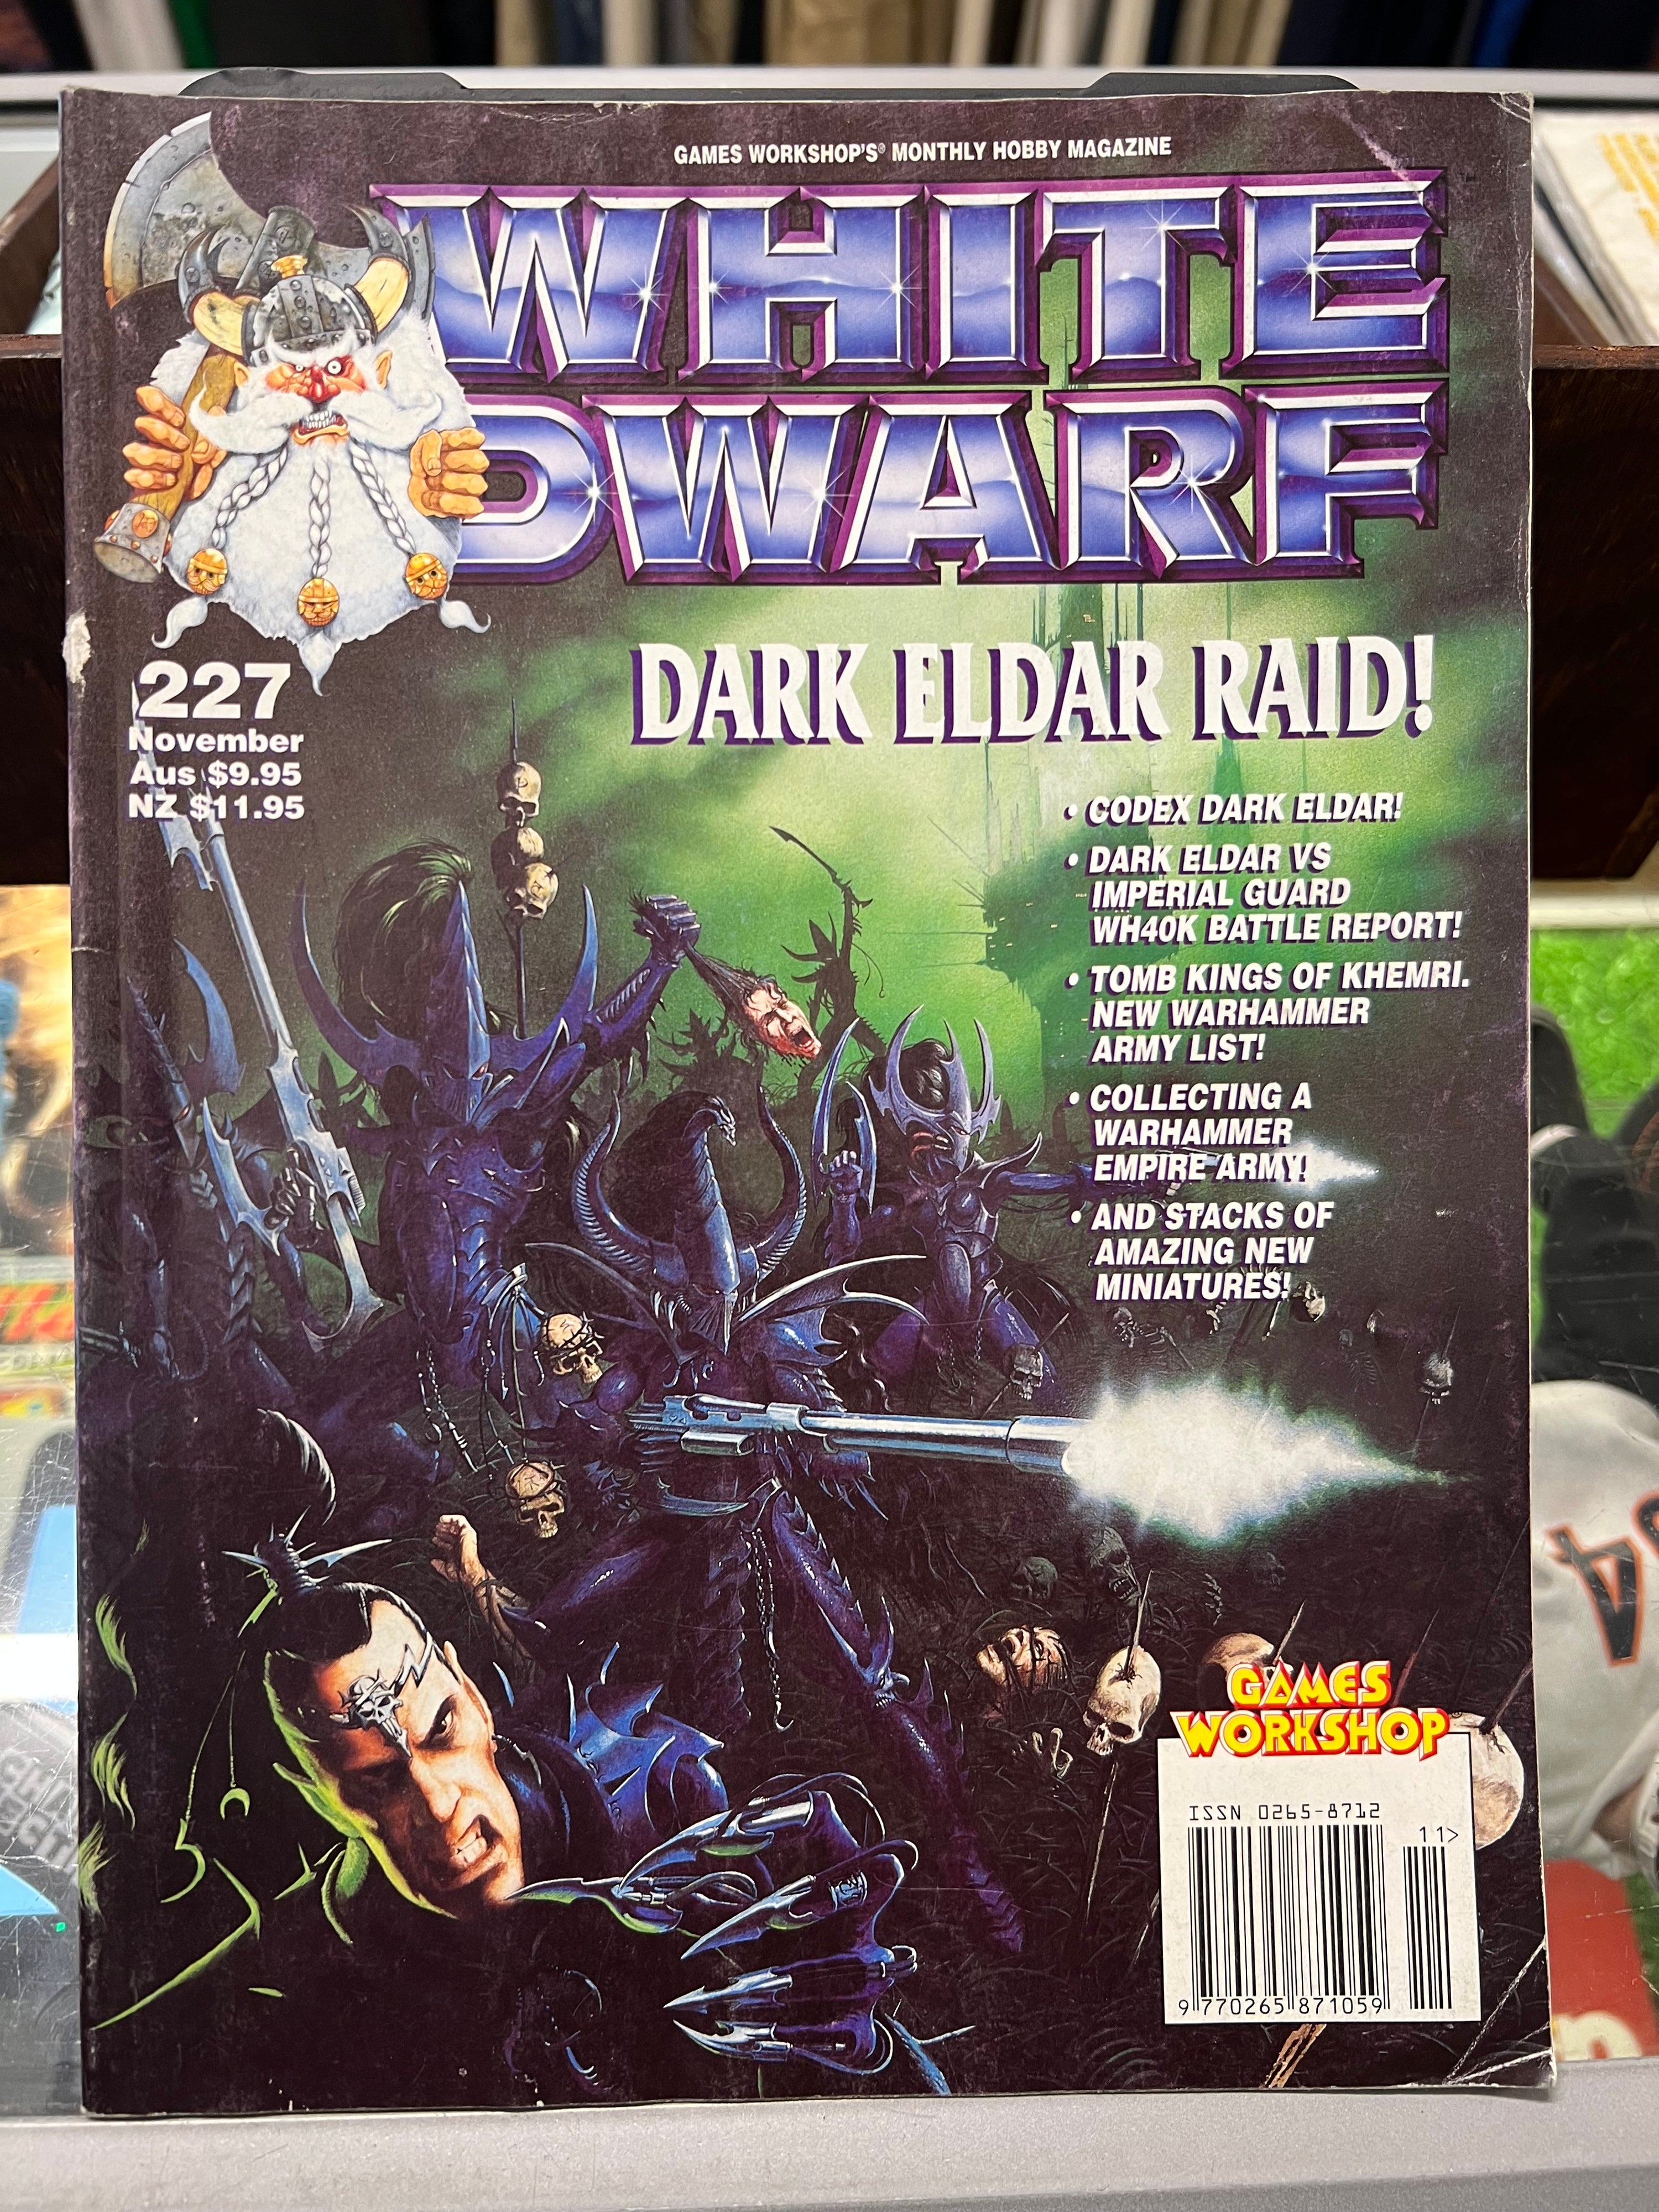 GAMES WORKSHOP'S® MONTHLY HOBBY MAGAZINE
WHITE
DWARF
227
November
Aus $9.95
NZ $11.95
DARK ELDAR RAID!
• CODEX DARK ELDAR!
• DARK ELDAR VS
IMPERIAL GUARD
WH40K BATTLE REPORT!
• TOMB KINGS OF KHEMRI.
NEW WARHAMMER
ARMY LIST!
• COLLECTING A
WARHAMMER
EMPIRE ARMY!
• AND STACKS OF
AMAZING NEW
MINIATURES!
GAMES
WORKSHOP
ISSN 0265-8712
11>
9 770265 871059